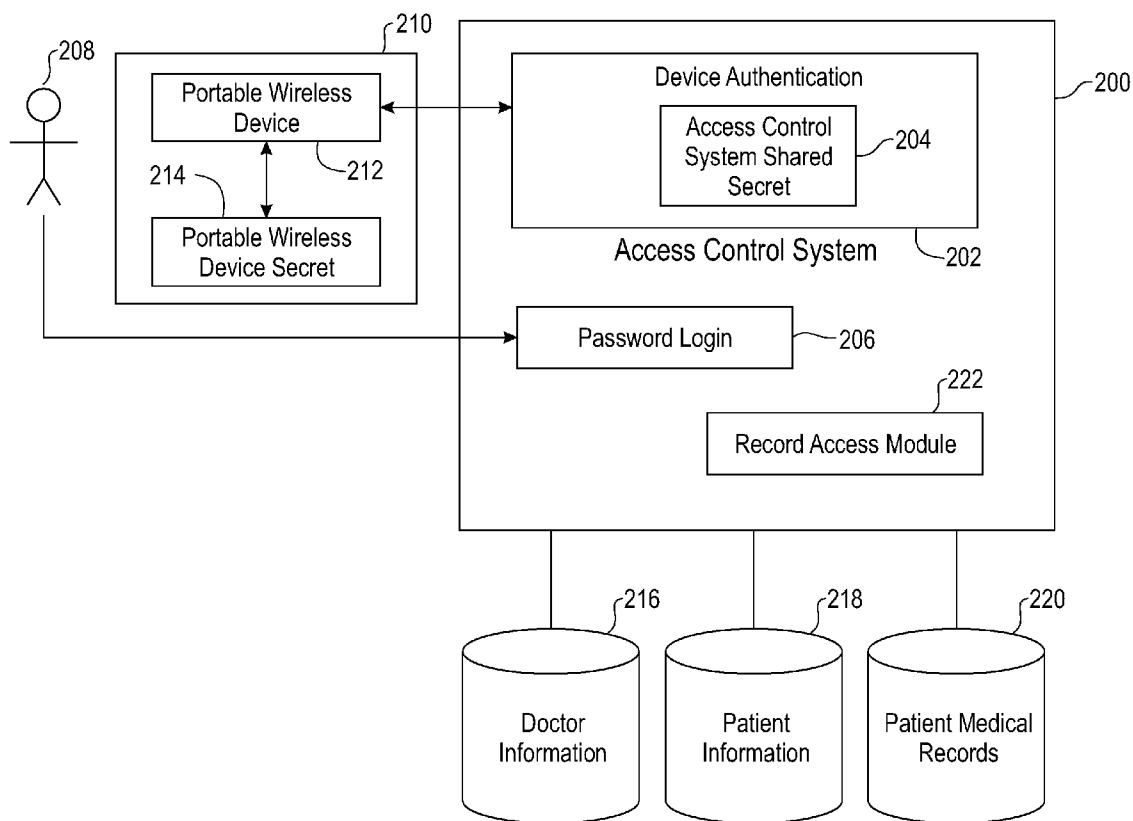 208
210
200
Portable Wireless
Device
212
214
Portable Wireless
Device Secret
Device Authentication
Access Control
System Shared
Secret
204
Access Control System
202
Password Login
206
222
Record Access Module
216
218
220
Doctor
Information
Patient
Information
Patient Medical
Records